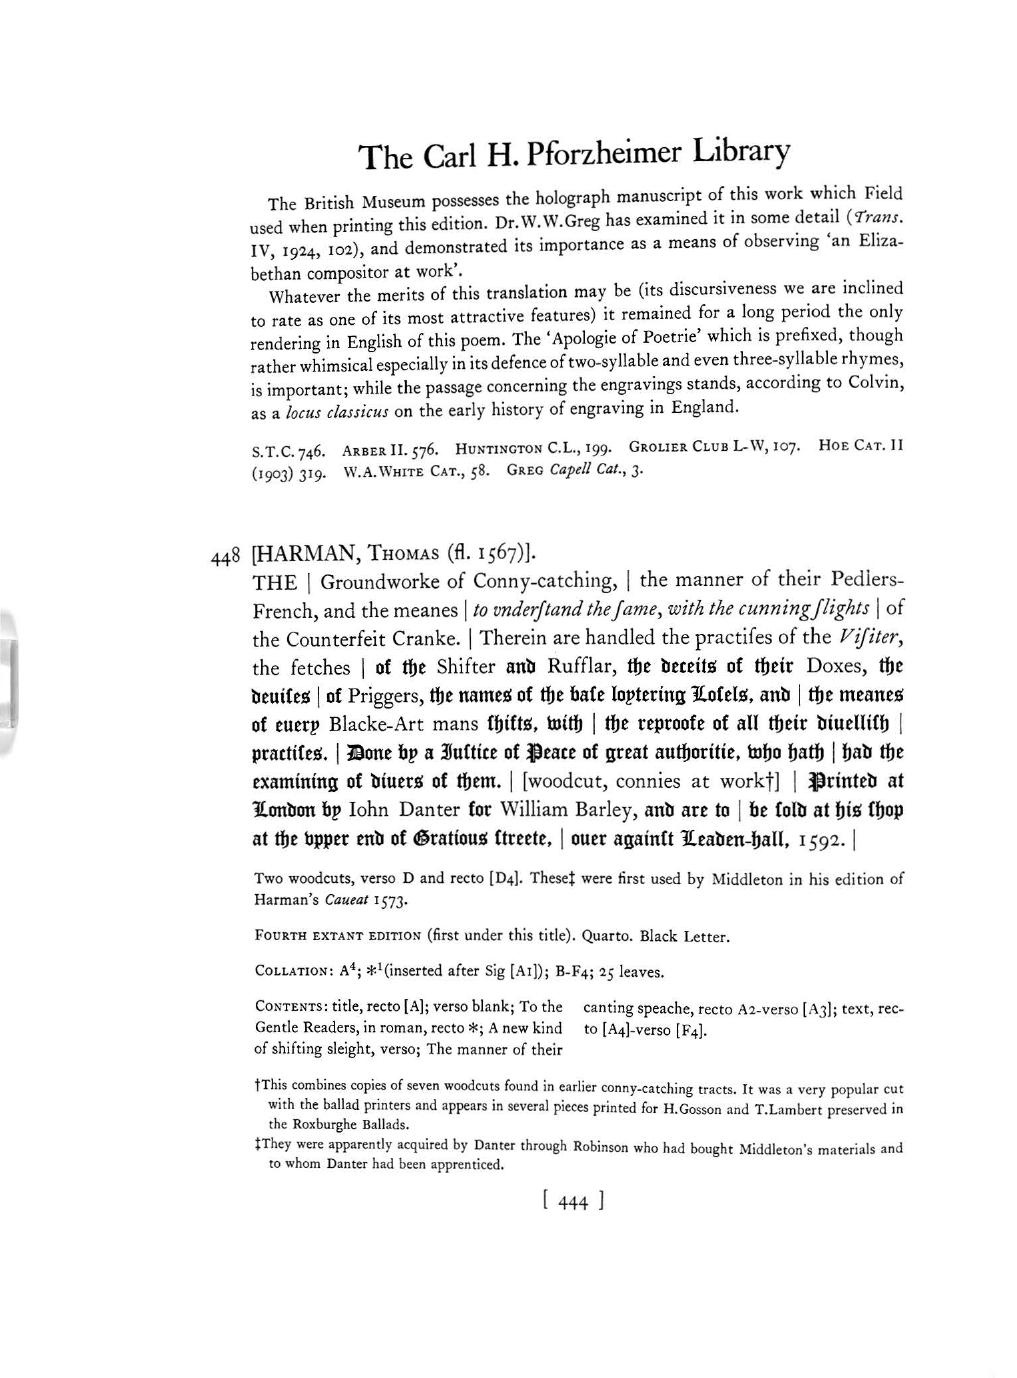 The Carl H. Pforzheimer Library
The British Museum possesses the holograph manuscript of this work which Field
used when printing this edition. Dr. W. W. Greg has examined it in some detail (Trans.
IV, 1924, 102), and demonstrated its importance as a means of observing ‘an Eliza-
bethan compositor at work’.
Whatever the merits of this translation may be (its discursiveness we are inclined
to rate as one of its most attractive features) it remained for a long period the only
rendering in English of this poem. The ‘Apologie of Poetrie’ which is prefixed, though
rather whimsical especially in its defence of two-syllable and even three-syllable rhymes,
is important; while the passage concerning the engravings stands, according to Colvin,
as a locus classicus on the early history of engraving in England.
S.T.C. 746. ARBER II. 576. HUNTINGTON C.L., 199. GROLIER CLUB L-W, 107. HOE CAT. II
(1903) 319. W.A.WHITE CAT., 58. GREG Capell Cat., 3.
448 [HARMAN, THOMAS (fl. 1567)].
THE | Groundworke of Conny-catching, | the manner of their Pedlers-
French, and the meanes | to vnderſtand the ſame, with the cunning ſlights | of
the Counterfeit Cranke. | Therein are handled the practiſes of the Viſiter,
the fetches | of the Shifter and Rufflar, the deceits of their Doxes, the
deuiſes | of Priggers, the names of the baſe loytering Loſels, and | the meanes
of euery Blacke-Art mans ſhifts, with | the reproofe of all their diuelliſh |
practiſes. | Done by a Juſtice of Peace of great authoritie, who hath | had the
examining of diuers of them. | [woodcut, connies at work†] | Printed at
London by Iohn Danter for William Barley, and are to | be ſold at his ſhop
at the vpper end of Gratious ſtreete, | ouer againſt Leaden-hall, 1592. |
Two woodcuts, verso D and recto [D4]. These‡ were first used by Middleton in his edition of
Harman's Caueat 1573.
FOURTH EXTANT EDITION (first under this title). Quarto. Black Letter.
COLLATION: A⁴; *¹(inserted after Sig [A1]); B-F4; 25 leaves.
CONTENTS: title, recto [A]; verso blank; To the
Gentle Readers, in roman, recto *; A new kind
of shifting sleight, verso; The manner of their
canting speache, recto A2-verso [A3]; text, rec-
to [A4]-verso [F4].
†This combines copies of seven woodcuts found in earlier conny-catching tracts. It was a very popular cut
with the ballad printers and appears in several pieces printed for H.Gosson and T.Lambert preserved in
the Roxburghe Ballads.
‡They were apparently acquired by Danter through Robinson who had bought Middleton's materials and
to whom Danter had been apprenticed.
[ 444 ]